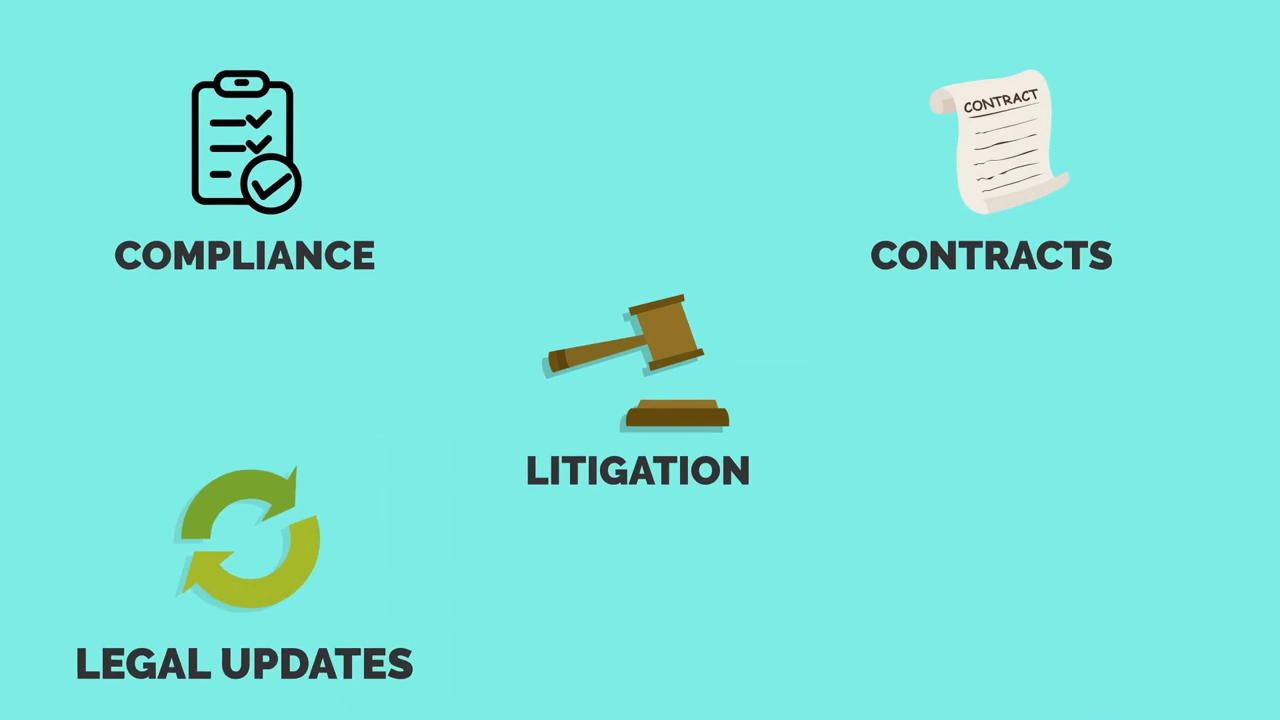 CONTRACT
COMPLIANCE
CONTRACTS
LITIGATION
LEGAL UPDATES